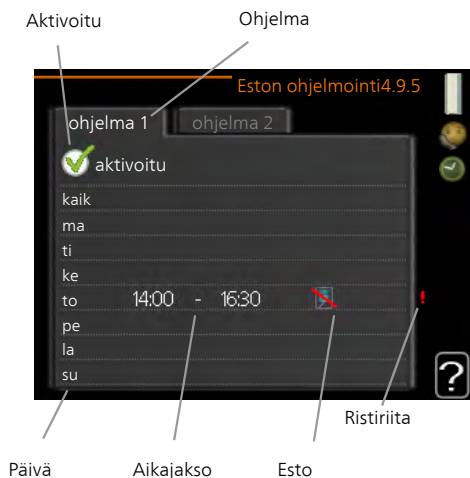 Aktivoitu
Ohjelma
Eston ohjelmointi4.9.5
ohjelma 1
ohjelma 2
aktivoitu
kaik
ma
ti
ke
to 14:00 - 16:30 !
pe
la
su
?
Ristiriita
Päivä
Aikajakso
Esto